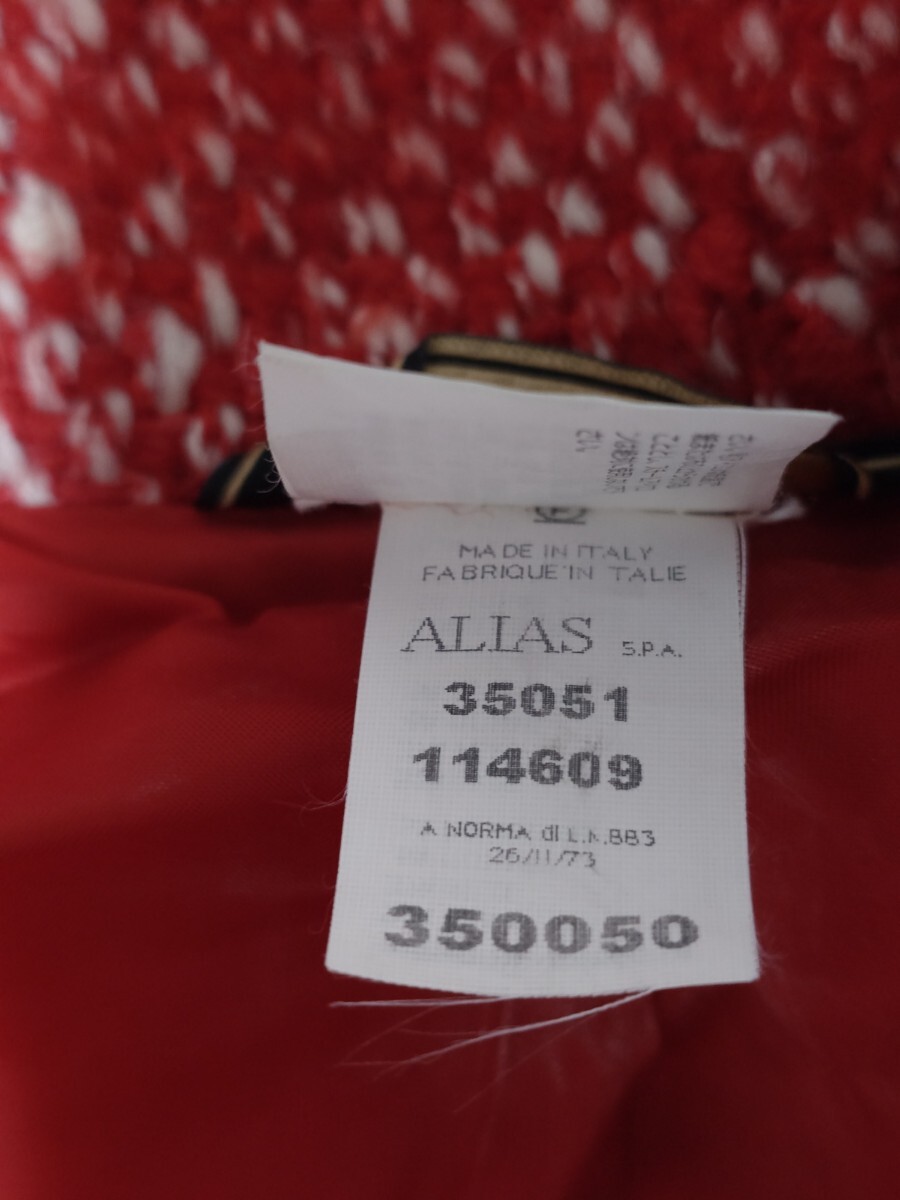 MADE IN ITALY
FABRIQUE'IN TALIE
ALIAS S.P.A.
35051
114609
A NORMA di L.N.883
26/11/73
350050